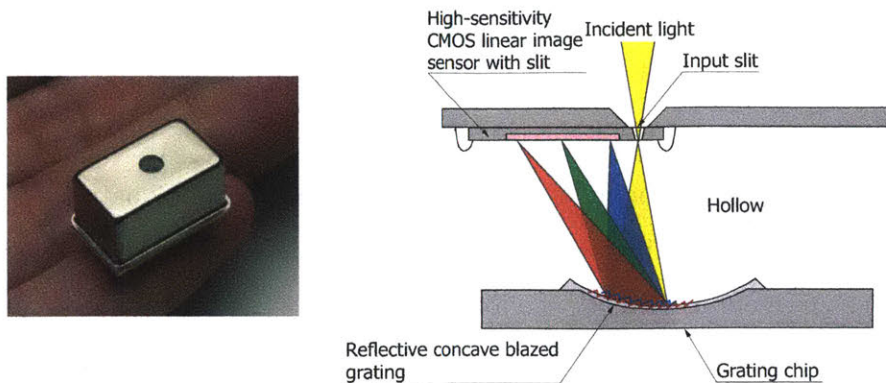 High-sensitivity
CMOS linear image
sensor with slit
Incident light
Input slit
Hollow
Reflective concave blazed
grating
Grating chip